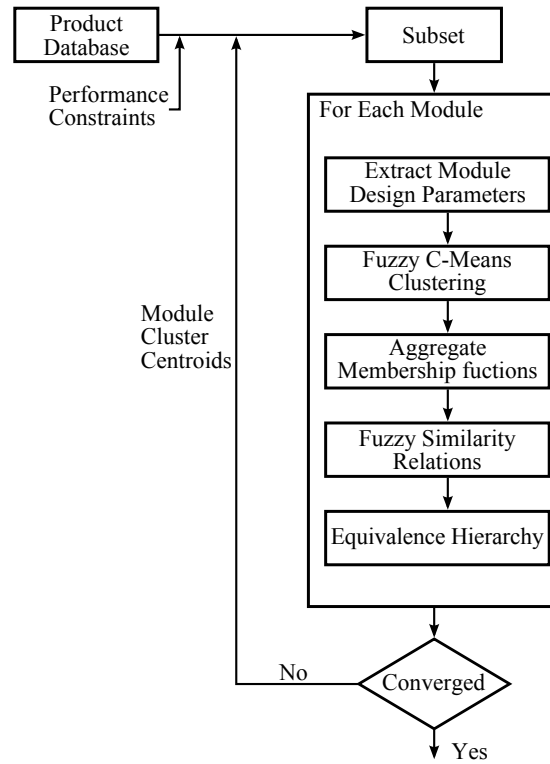 Product
Database
Subset
Performance
Constraints
For Each Module
Extract Module
Design Parameters
Fuzzy C-Means
Clustering
Module
Cluster
Centroids
Aggregate
Membership fuctions
Fuzzy Similarity
Relations
Equivalence Hierarchy
No
Converged
Yes